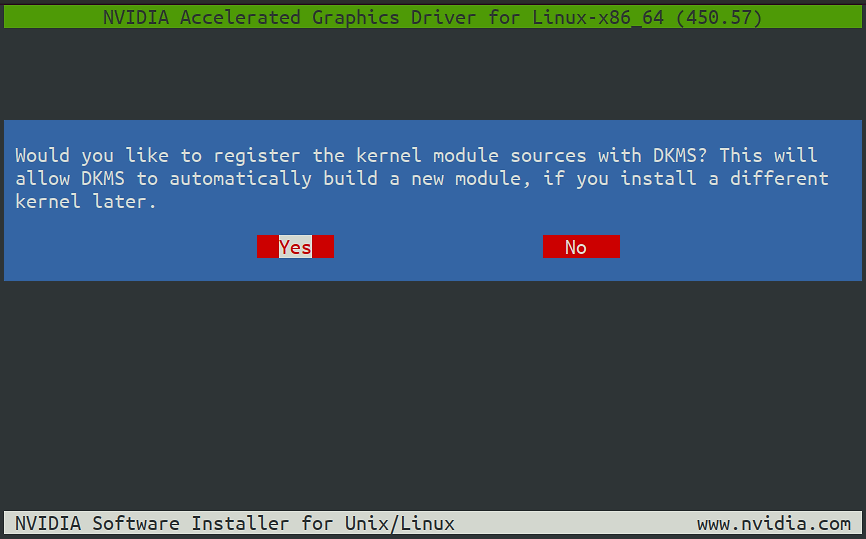 NVIDIA Accelerated Graphics Driver for Linux-x86_64 (450.57)
Would you like to register the kernel module sources with DKMS? This will
allow DKMS to automatically build a new module, if you install a different
kernel later.
Yes No
NVIDIA Software Installer for Unix/Linux www.nvidia.com